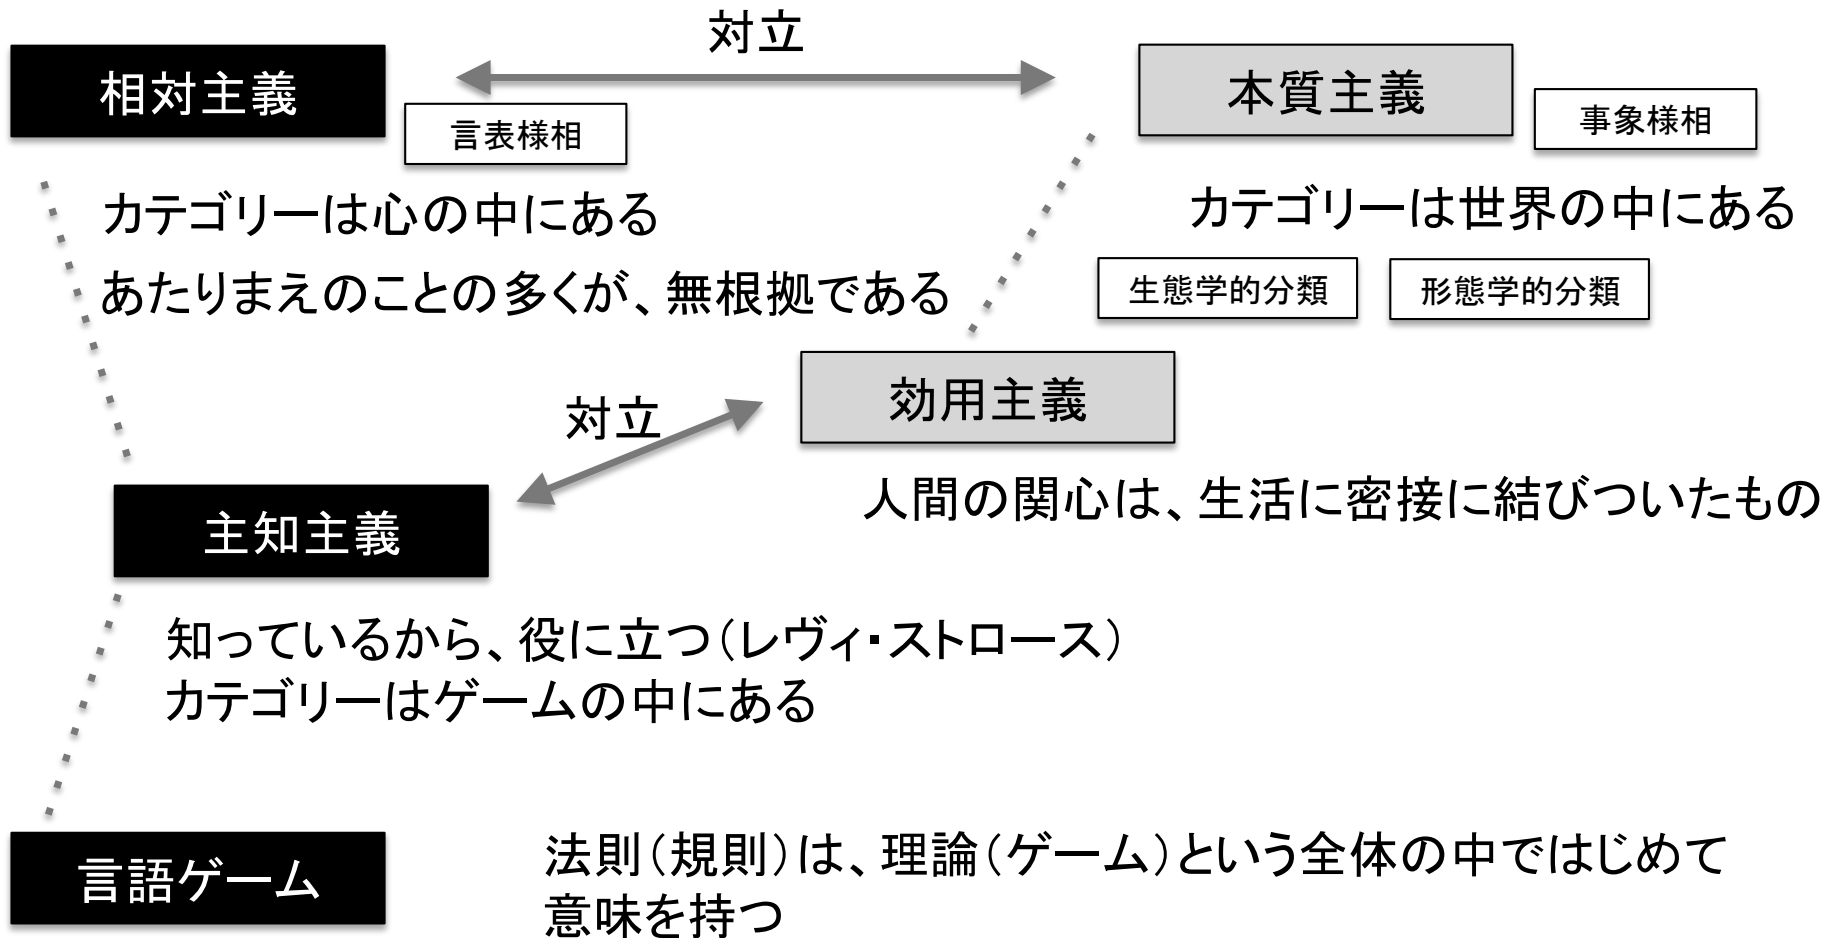 対立
相対主義
本質主義
言表様相
事象様相
カテゴリーは心の中にある
カテゴリーは世界の中にある
あたりまえのことの多くが、無根拠である
生態学的分類
形態学的分類
効用主義
対立
人間の関心は、生活に密接に結びついたもの
主知主義
知っているから、役に立つ（レヴィ・ストロース）
カテゴリーはゲームの中にある
言語ゲーム
法則（規則）は、理論（ゲーム）という全体の中ではじめて
意味を持つ